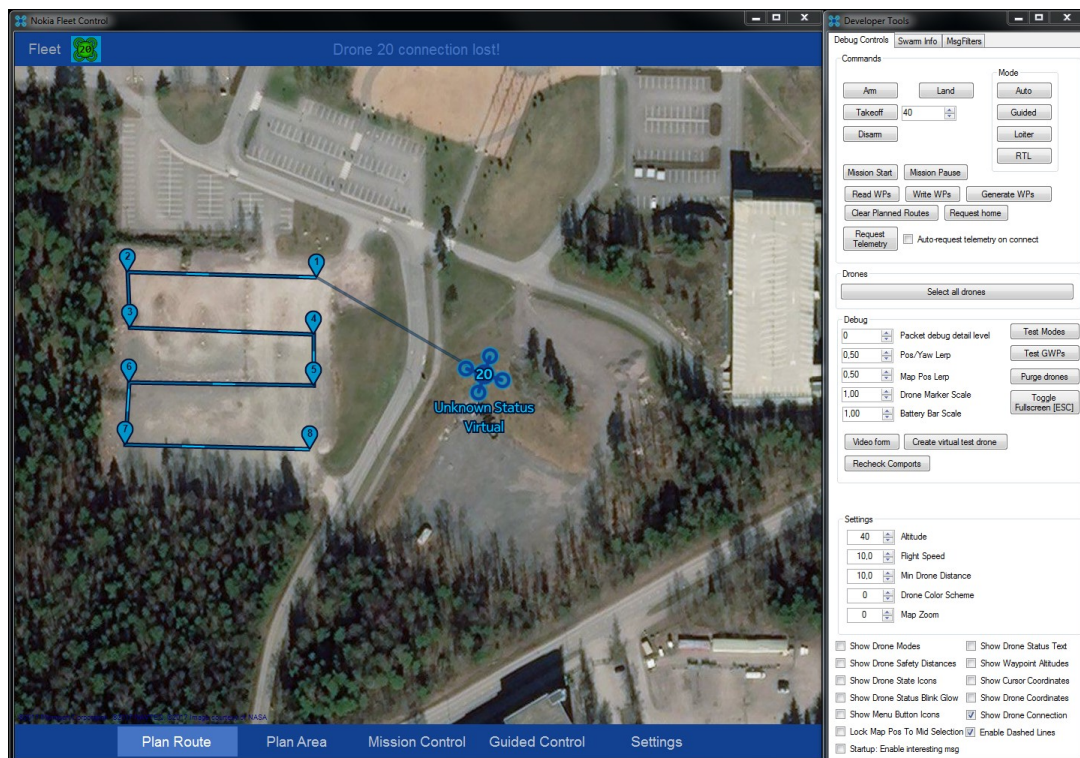 Nokia Fleet Control
Fleet
20
Drone 20 connection lost!
2
1
3
4
6
5
7
8
20
Unknown Status
Virtual
NASA
Plan Route
Plan Area
Mission Control
Guided Control
Settings
Developer Tools
Debug Controls
Swarm Info
MsgFilters
Commands
Mode
Arm
Land
Auto
Takeoff
40
Guided
Disarm
Loiter
RTL
Mission Start
Mission Pause
Read WPs
Write WPs
Generate WPs
Clear Planned Routes
Request home
Request
Telemetry
Auto-request telemetry on connect
Drones
Select all drones
Debug
0
Packet debug detail level
Test Modes
0,50
Pos/Yaw Lerp
Test GWPs
0,50
Map Pos Lerp
Purge drones
1,00
Drone Marker Scale
Toggle
Fullscreen [ESC]
1,00
Battery Bar Scale
Video form
Create virtual test drone
Recheck Comports
Settings
40
Altitude
10,0
Flight Speed
10,0
Min Drone Distance
0
Drone Color Scheme
0
Map Zoom
Show Drone Modes
Show Drone Status Text
Show Drone Safety Distances
Show Waypoint Altitudes
Show Drone State Icons
Show Cursor Coordinates
Show Drone Status Blink Glow
Show Drone Coordinates
Show Menu Button Icons
Show Drone Connection
Lock Map Pos To Mid Selection
Enable Dashed Lines
Startup: Enable interesting msg